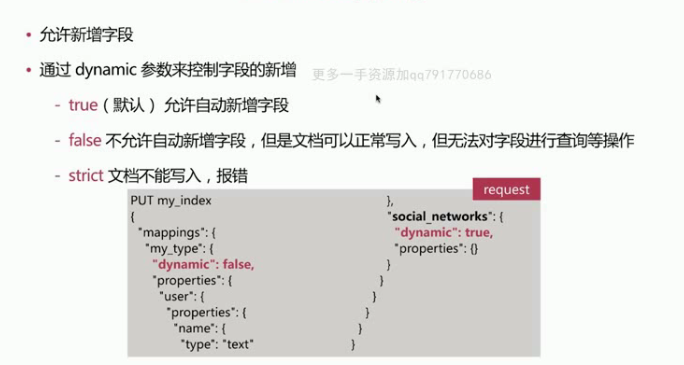 • 允许新增字段
• 通过 dynamic 参数来控制字段的新增
更多一手资源加qq791770686
- true（默认） 允许自动新增字段
- false 不允许自动新增字段，但是文档可以正常写入，但无法对字段进行查询等操作
- strict 文档不能写入，报错
request
PUT my_index
{
"mappings": {
"my_type": {
"dynamic": false,
"properties": {
"user": {
"properties": {
"name": {
"type": "text"
},
"social_networks": {
"dynamic": true,
"properties": {}
}
}
}
}
}
}